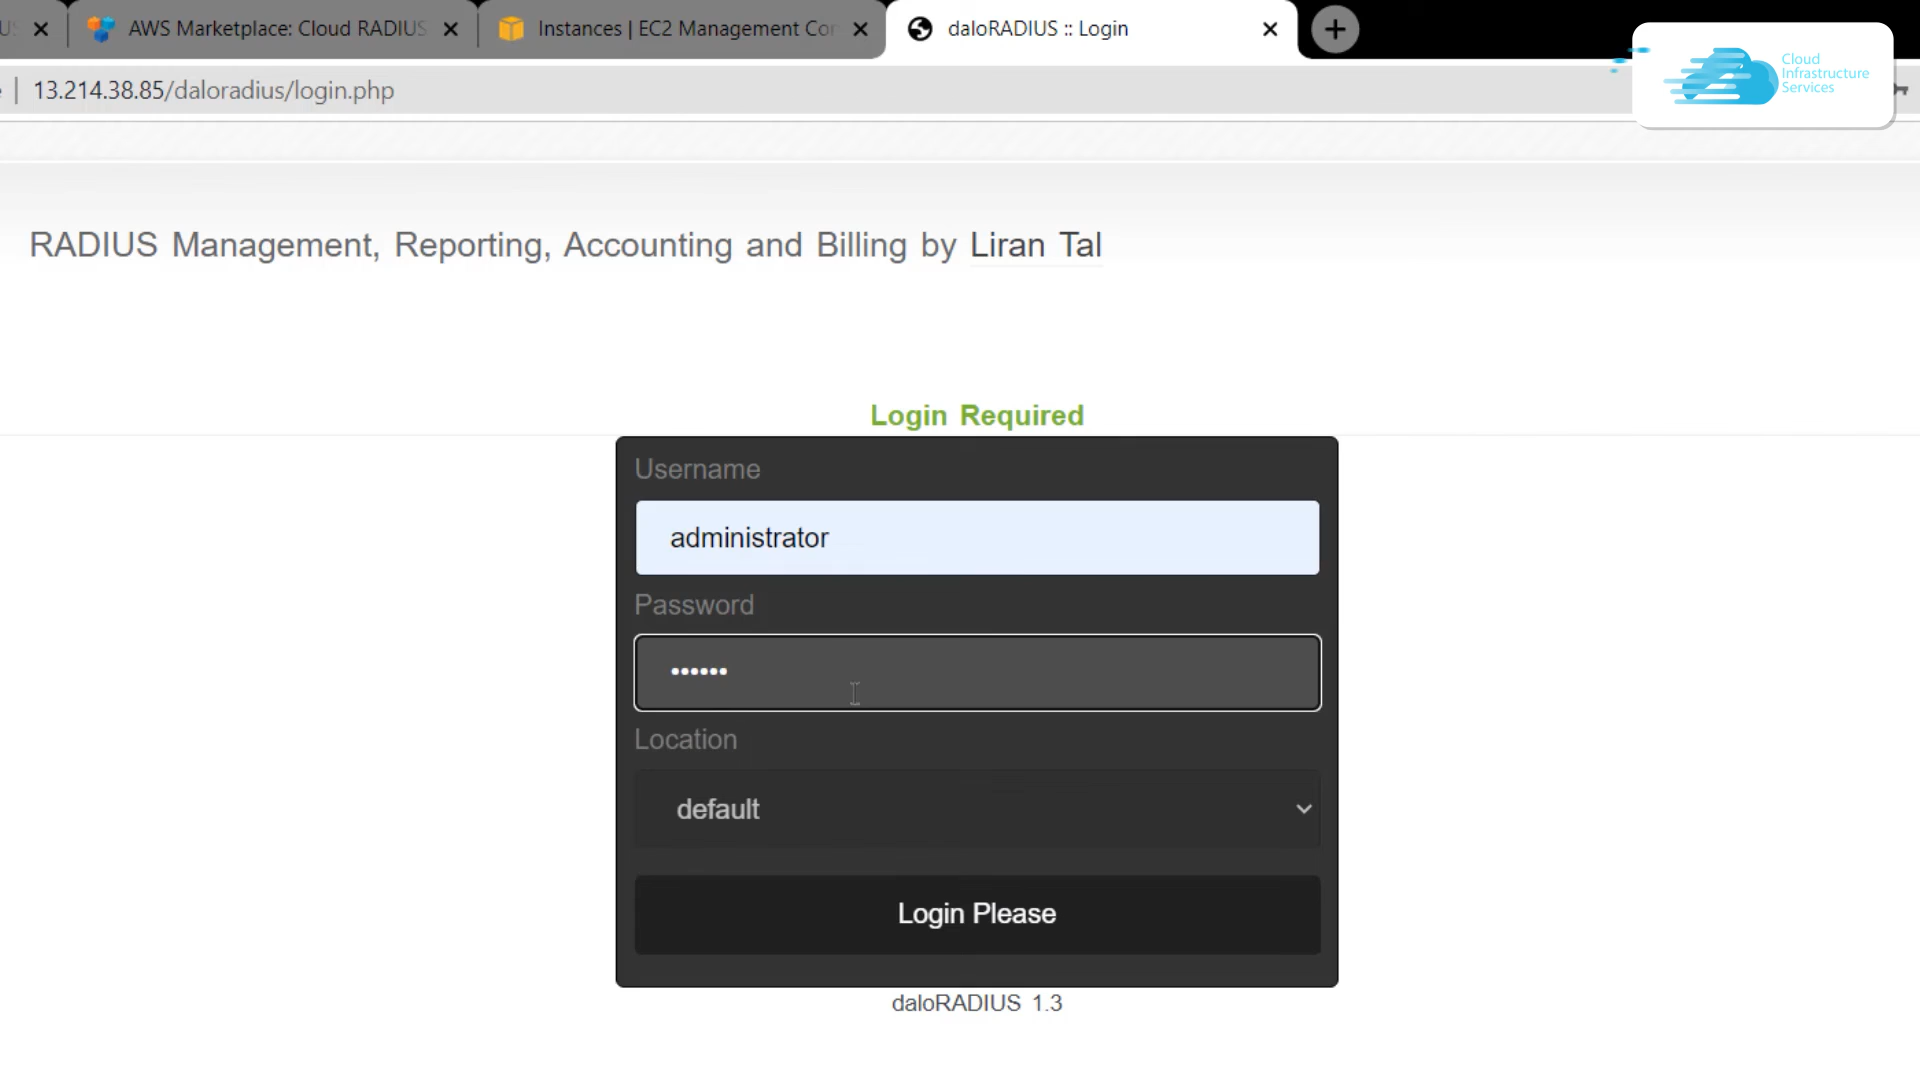 AWS Marketplace: Cloud RADIUS
Instances | EC2 Management Cor
daloRADIUS :: Login
13.214.38.85/daloradius/login.php
Cloud
Infrastructure
Services
RADIUS Management, Reporting, Accounting and Billing by Liran Tal
Login Required
Username
administrator
Password
••••••
Location
default
Login Please
daloRADIUS 1.3